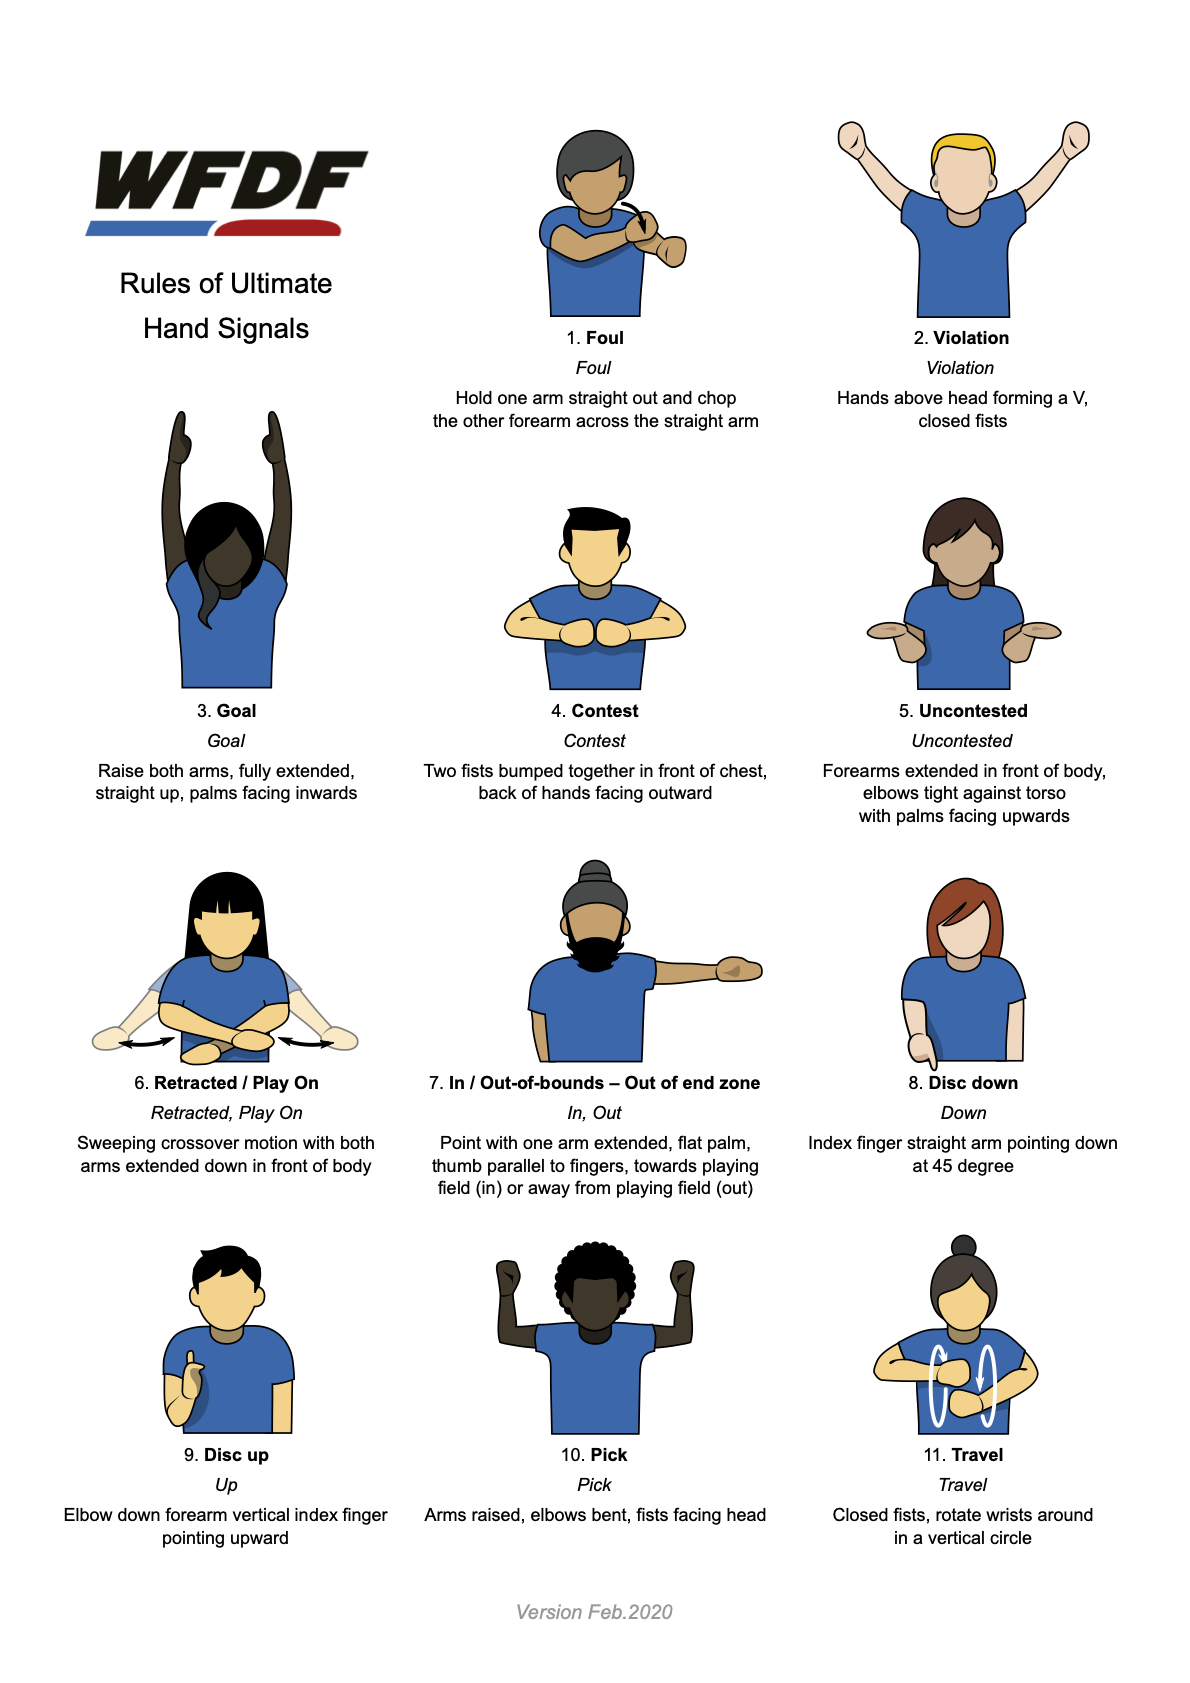 WFDF
Rules of Ultimate
Hand Signals
1. Foul
Foul
Hold one arm straight out and chop
the other forearm across the straight arm
2. Violation
Violation
Hands above head forming a V,
closed fists
3. Goal
Goal
Raise both arms, fully extended,
straight up, palms facing inwards
4. Contest
Contest
Two fists bumped together in front of chest,
back of hands facing outward
5. Uncontested
Uncontested
Forearms extended in front of body,
elbows tight against torso
with palms facing upwards
6. Retracted / Play On
Retracted, Play On
Sweeping crossover motion with both
arms extended down in front of body
7. In / Out-of-bounds – Out of end zone
In, Out
Point with one arm extended, flat palm,
thumb parallel to fingers, towards playing
field (in) or away from playing field (out)
8. Disc down
Down
Index finger straight arm pointing down
at 45 degree
9. Disc up
Up
Elbow down forearm vertical index finger
pointing upward
10. Pick
Pick
Arms raised, elbows bent, fists facing head
11. Travel
Travel
Closed fists, rotate wrists around
in a vertical circle
Version Feb.2020